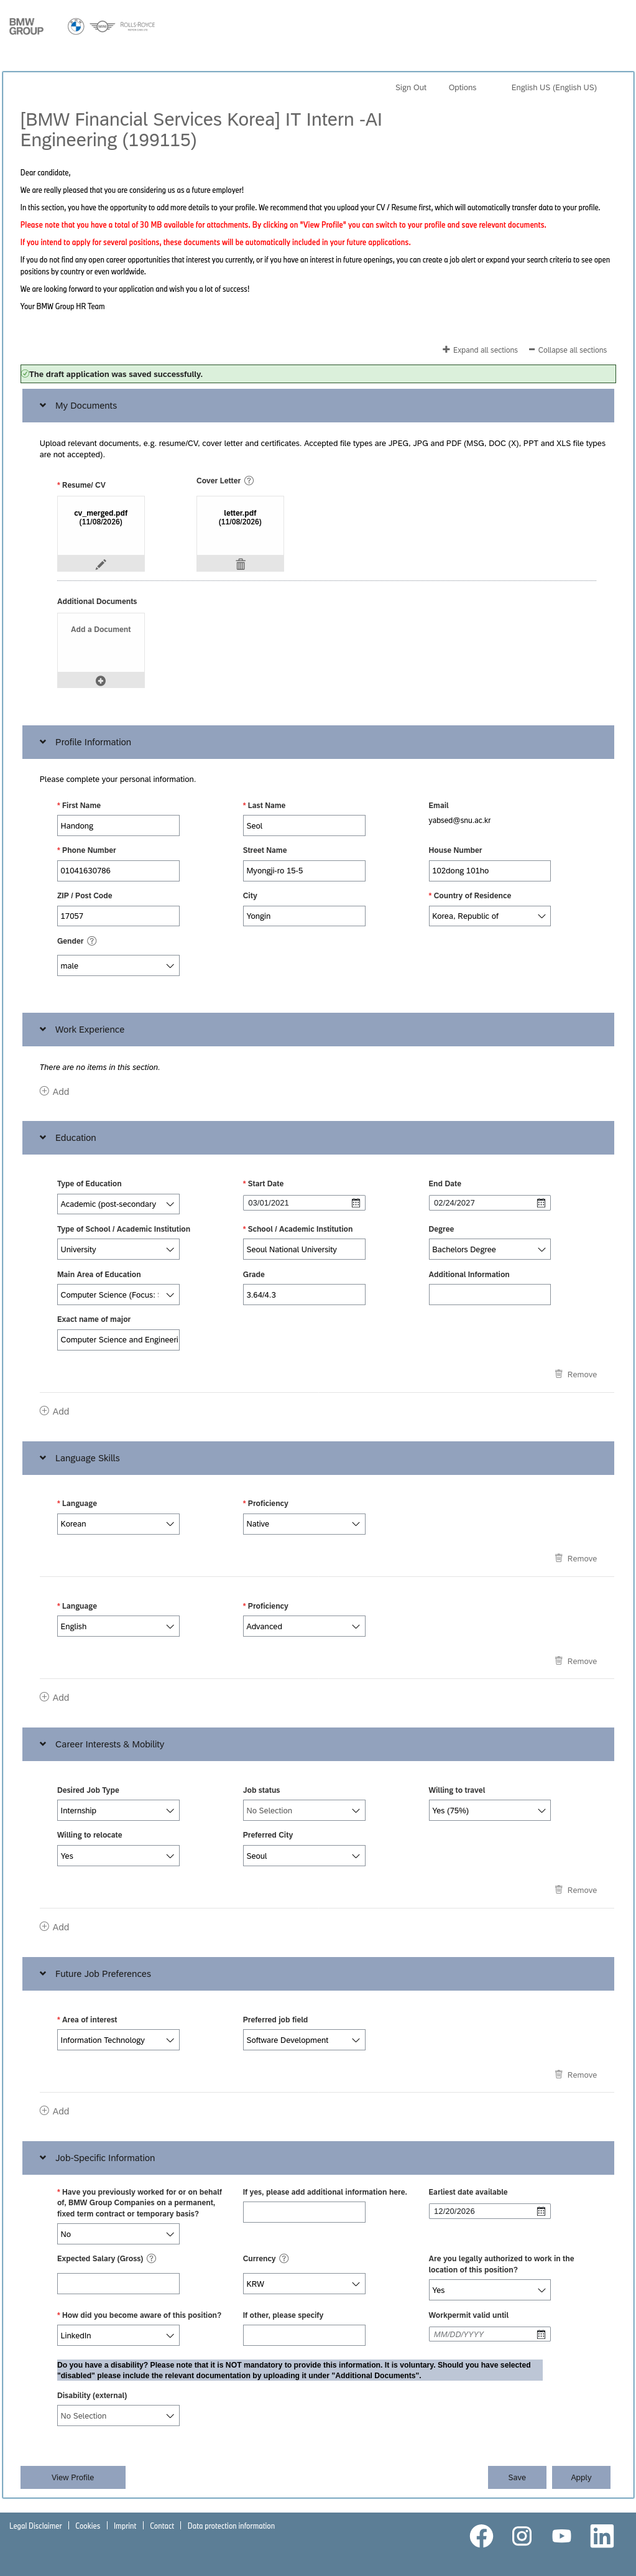 BMW
GROUP
ROLLS-ROYCE
Sign Out Options English US (English US)
[BMW Financial Services Korea] IT Intern -AI
Engineering (199115)
Dear candidate,
We are really pleased that you are considering us as a future employer!
In this section, you have the opportunity to add more details to your profile. We recommend that you upload your CV / Resume first, which will automatically transfer data to your profile.
Please note that you have a total of 30 MB available for attachments. By clicking on "View Profile" you can switch to your profile and save relevant documents.
If you intend to apply for several positions, these documents will be automatically included in your future applications.
If you do not find any open career opportunities that interest you currently, or if you have an interest in future openings, you can create a job alert or expand your search criteria to see open
positions by country or even worldwide.
We are looking forward to your application and wish you a lot of success!
Your BMW Group HR Team
Expand all sections Collapse all sections
The draft application was saved successfully.
My Documents
Upload relevant documents, e.g. resume/CV, cover letter and certificates. Accepted file types are JPEG, JPG and PDF (MSG, DOC (X), PPT and XLS file types
are not accepted).
* Resume/ CV Cover Letter
cv_merged.pdf letter.pdf
(11/08/2026) (11/08/2026)
Additional Documents
Add a Document
Profile Information
Please complete your personal information.
* First Name * Last Name Email
Handong Seol yabsed@snu.ac.kr
* Phone Number Street Name House Number
01041630786 Myongji-ro 15-5 102dong 101ho
ZIP / Post Code City * Country of Residence
17057 Yongin Korea, Republic of
Gender
male
Work Experience
There are no items in this section.
Add
Education
Type of Education * Start Date End Date
Academic (post-secondary 03/01/2021 02/24/2027
Type of School / Academic Institution * School / Academic Institution Degree
University Seoul National University Bachelors Degree
Main Area of Education Grade Additional Information
Computer Science (Focus: 3.64/4.3
Exact name of major
Computer Science and Engineeri
Remove
Add
Language Skills
* Language * Proficiency
Korean Native
Remove
* Language * Proficiency
English Advanced
Remove
Add
Career Interests & Mobility
Desired Job Type Job status Willing to travel
Internship No Selection Yes (75%)
Willing to relocate Preferred City
Yes Seoul
Remove
Add
Future Job Preferences
* Area of interest Preferred job field
Information Technology Software Development
Remove
Add
Job-Specific Information
* Have you previously worked for or on behalf If yes, please add additional information here. Earliest date available
of, BMW Group Companies on a permanent, 12/20/2026
fixed term contract or temporary basis?
No
Expected Salary (Gross) Currency Are you legally authorized to work in the
location of this position?
KRW Yes
* How did you become aware of this position? If other, please specify Workpermit valid until
LinkedIn MM/DD/YYYY
Do you have a disability? Please note that it is NOT mandatory to provide this information. It is voluntary. Should you have selected
"disabled" please include the relevant documentation by uploading it under "Additional Documents".
Disability (external)
No Selection
View Profile Save Apply
Legal Disclaimer Cookies Imprint Contact Data protection information